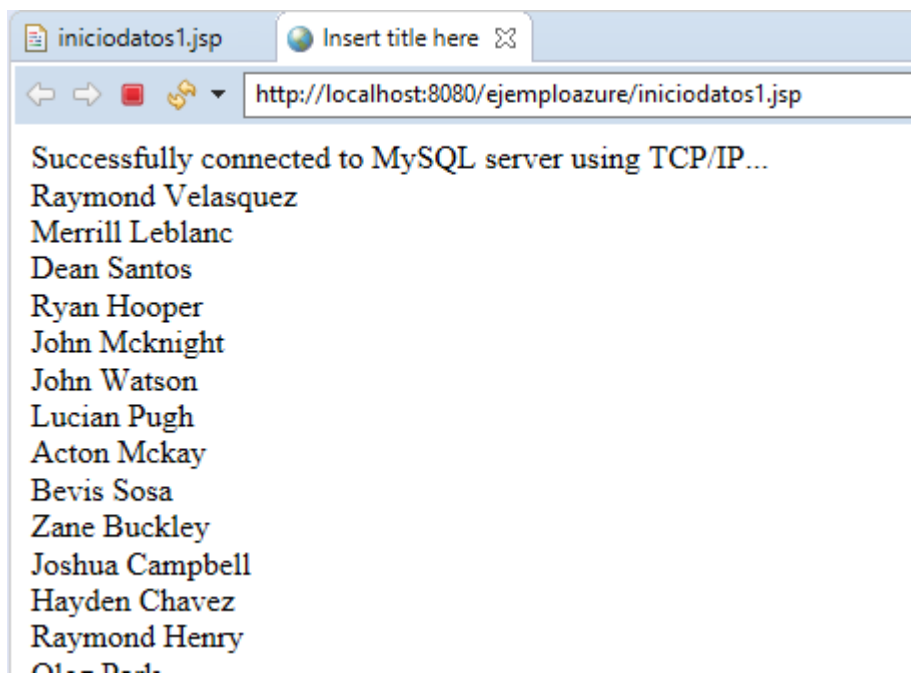 iniciodatos1.jsp Insert title here
http://localhost:8080/ejemploazure/iniciodatos1.jsp
Successfully connected to MySQL server using TCP/IP...
Raymond Velasquez
Merrill Leblanc
Dean Santos
Ryan Hooper
John Mcknight
John Watson
Lucian Pugh
Acton Mckay
Bevis Sosa
Zane Buckley
Joshua Campbell
Hayden Chavez
Raymond Henry